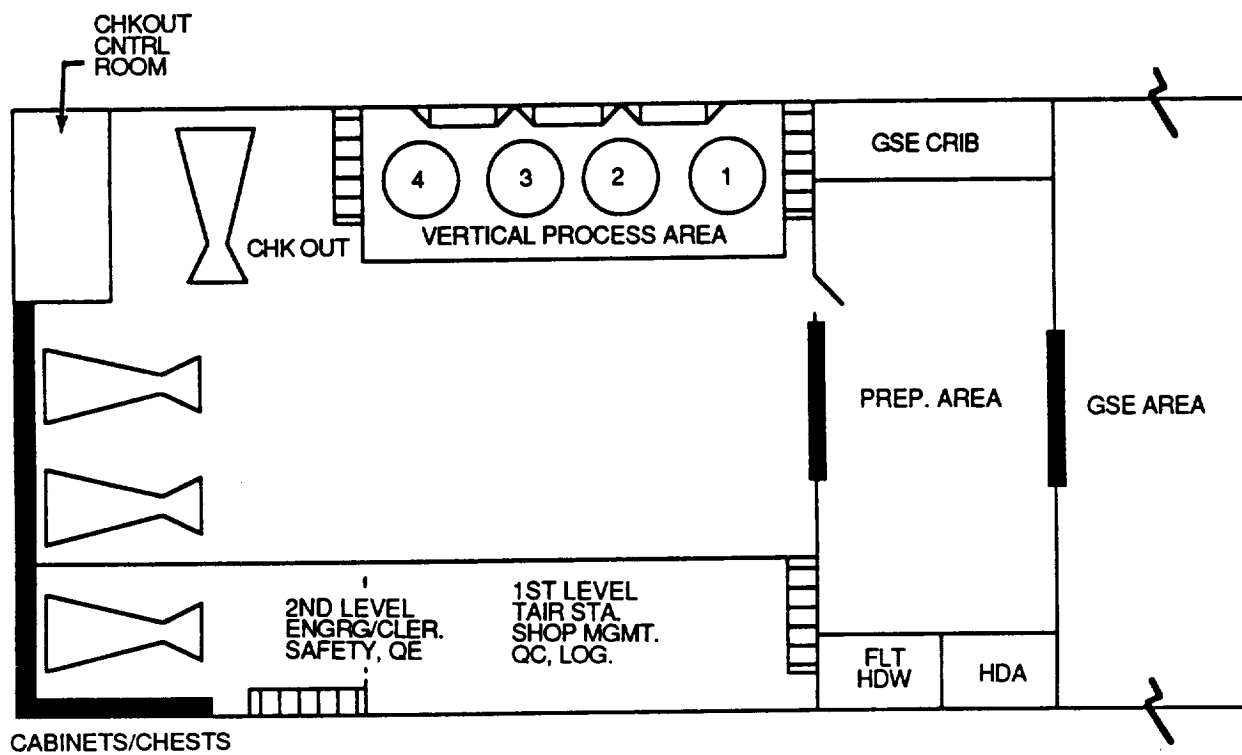 CHKOUT
CNTRL
ROOM
GSE CRIB
4
3
2
1
VERTICAL PROCESS AREA
CHK OUT
PREP. AREA
GSE AREA
2ND LEVEL
ENGRG/CLER.
SAFETY, QE
1ST LEVEL
TAIR STA.
SHOP MGMT.
QC, LOG.
FLT
HDW
HDA
CABINETS/CHESTS